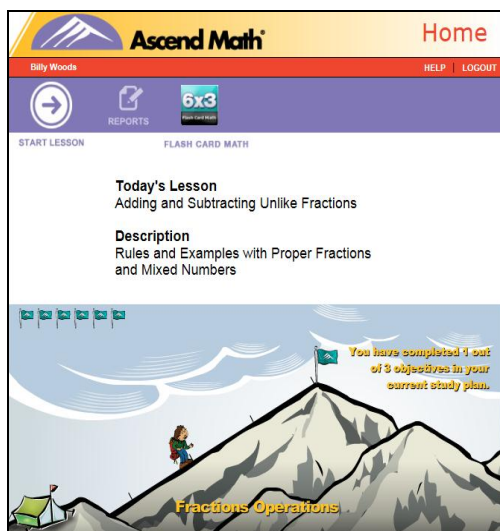 Ascend Math®
Home
Billy Woods
HELP | LOGOUT
START LESSON
REPORTS
6x3
Flash Card Math
FLASH CARD MATH
Today's Lesson
Adding and Subtracting Unlike Fractions
Description
Rules and Examples with Proper Fractions
and Mixed Numbers
You have completed 1 out
of 3 objectives in your
current study plan.
Fractions Operations